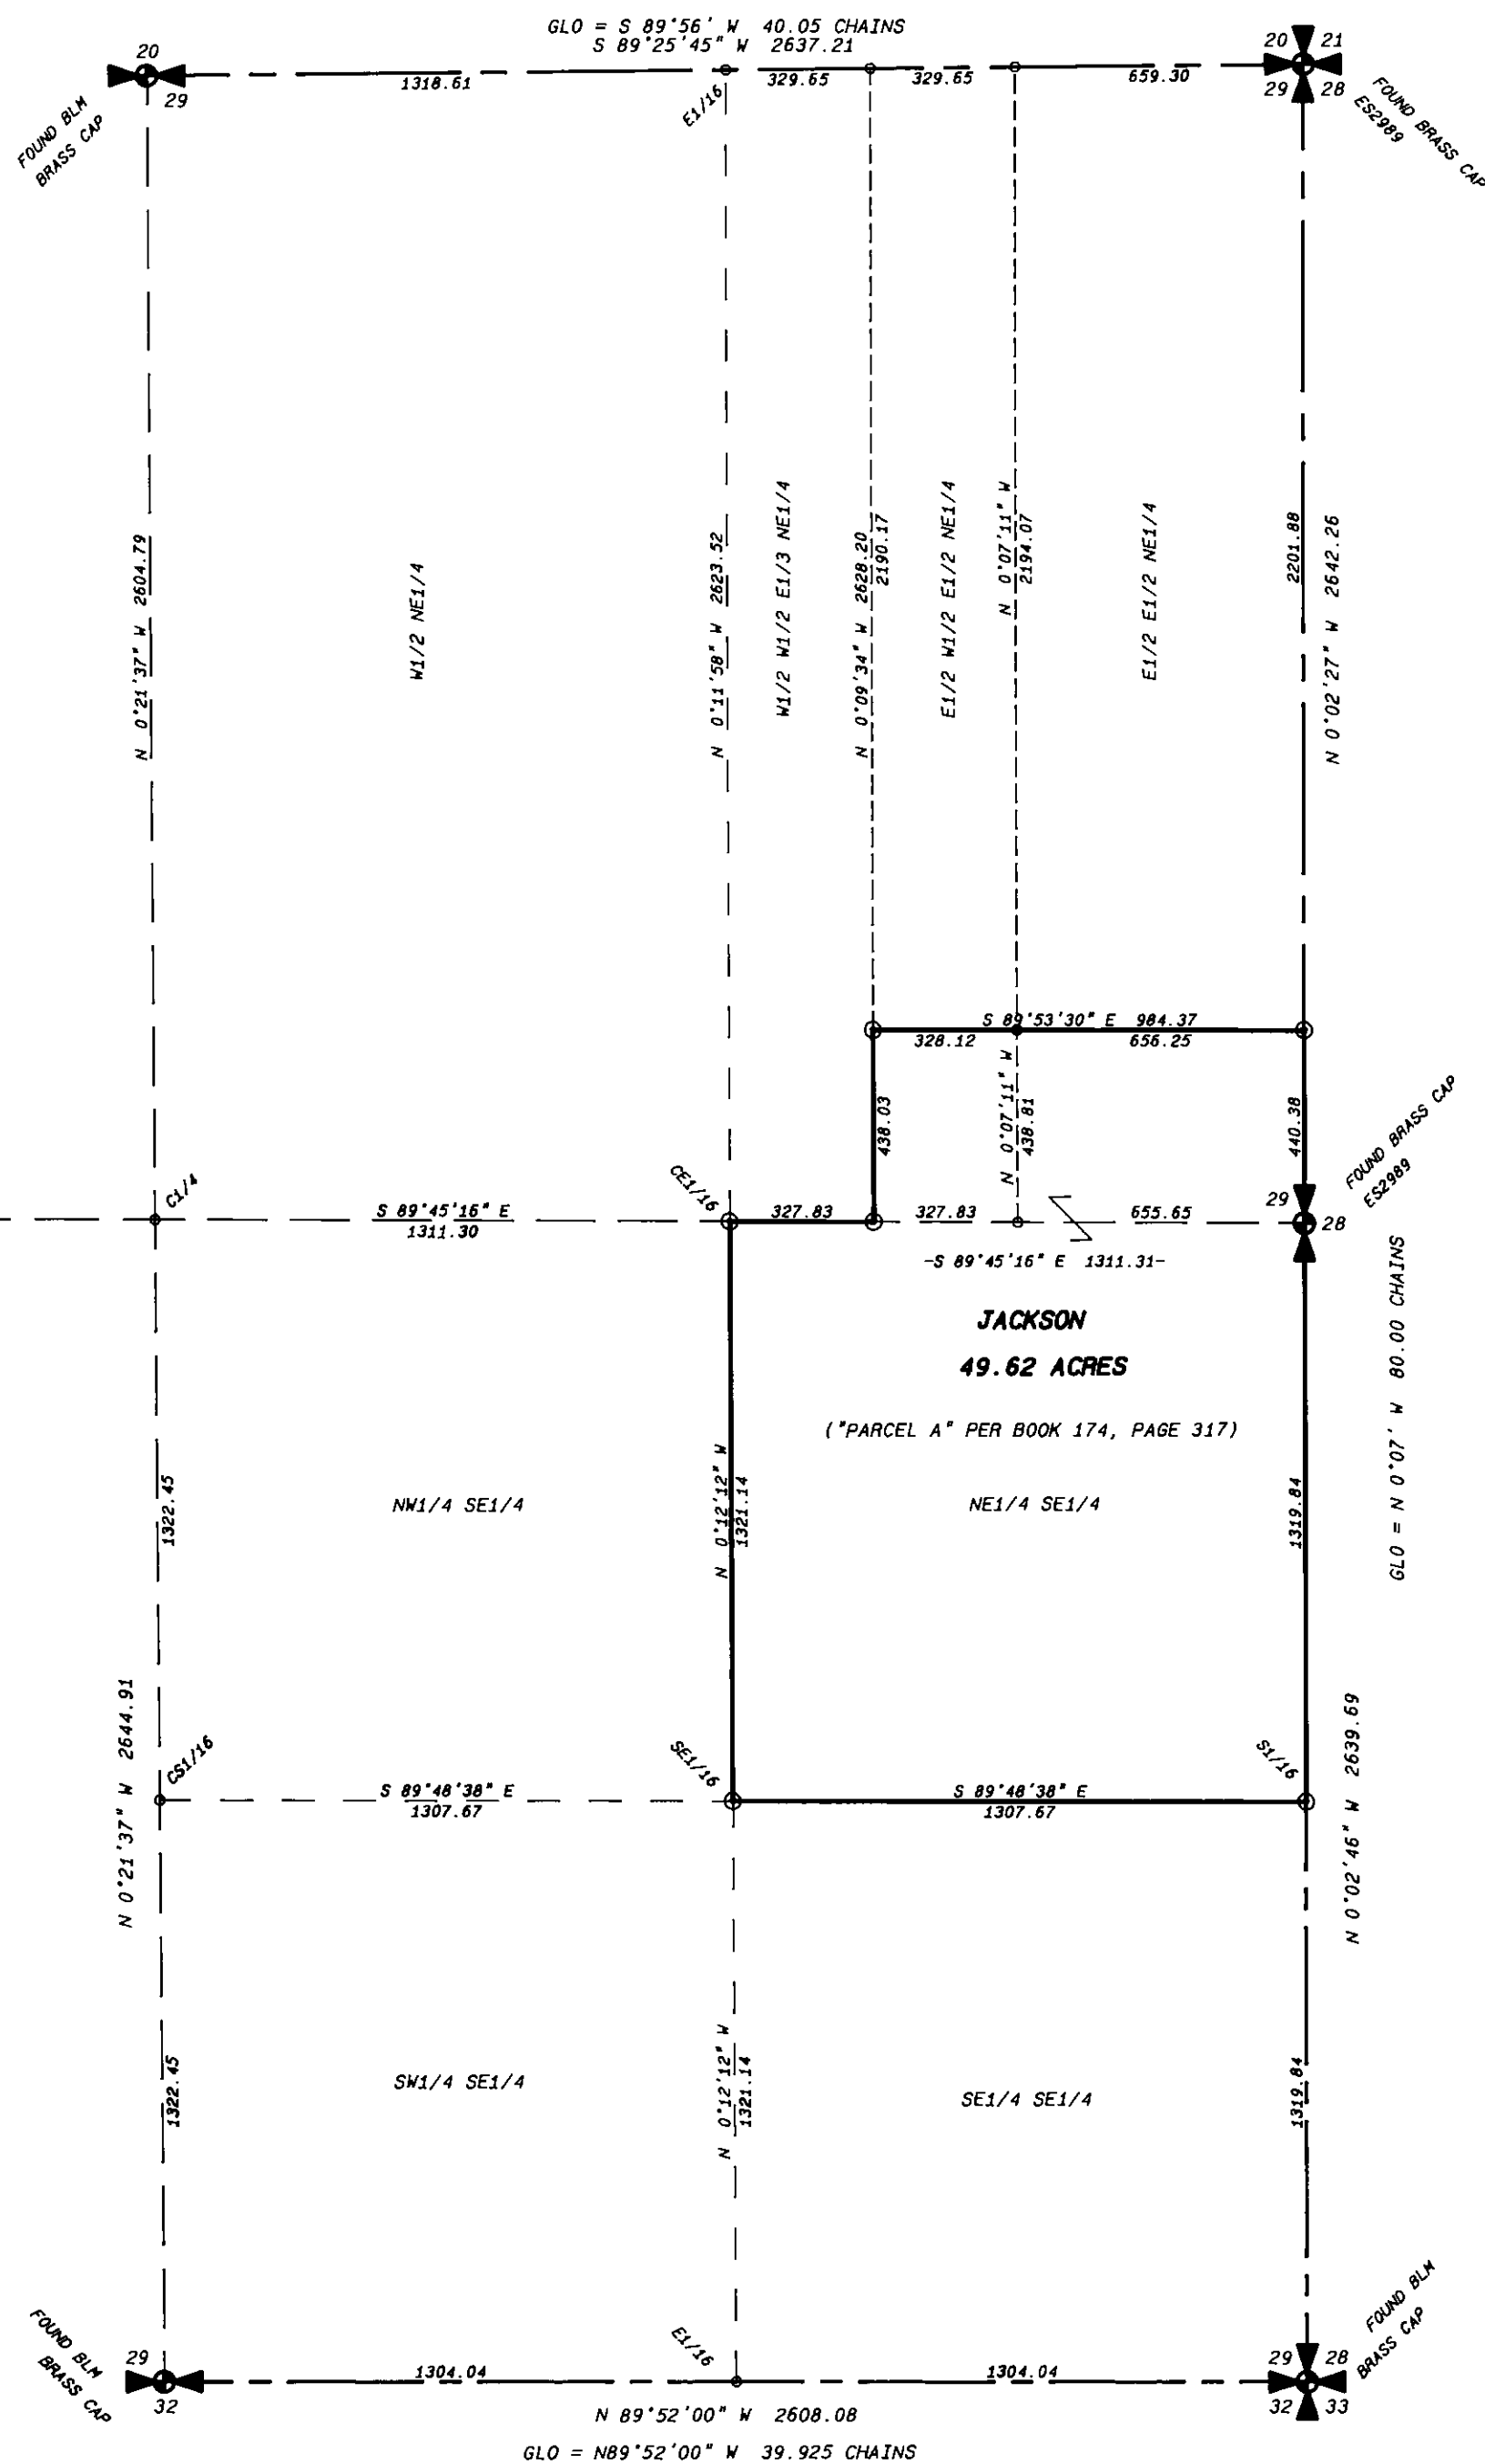 GLO = S 89°56' W 40.05 CHAINS
S 89°25'45" W 2637.21
20
29
FOUND BLM
BRASS CAP
1318.61
E1/16
329.65
329.65
659.30
20 21
29 28
FOUND BRASS CAP
ES2989
N 0°21'37" W 2604.79
W1/2 NE1/4
N 0°11'58" W 2623.52
W1/2 W1/2 E1/3 NE1/4
N 0°09'34" W 2628.20
2190.17
E1/2 W1/2 E1/2 NE1/4
N 0°07'11" W
2194.07
E1/2 E1/2 NE1/4
2201.88
N 0°02'27" W 2642.26
S 89°53'30" E 984.37
328.12
656.25
438.03
N 0°07'11" W
438.81
440.38
FOUND BRASS CAP
ES2989
C1/4
S 89°45'16" E
1311.30
CE1/16
327.83
327.83
655.65
29
28
-S 89°45'16" E 1311.31-
JACKSON
49.62 ACRES
("PARCEL A" PER BOOK 174, PAGE 317)
GLO = N 0°07' W 80.00 CHAINS
1322.45
NW1/4 SE1/4
N 0°12'12" W
1321.14
NE1/4 SE1/4
1319.84
N 0°21'37" W 2644.91
CS1/16
S 89°48'38" E
1307.67
SE1/16
S 89°48'38" E
1307.67
S1/16
N 0°02'46" W 2639.69
1322.45
SW1/4 SE1/4
N 0°12'12" W
1321.14
SE1/4 SE1/4
1319.84
FOUND BLM
BRASS CAP
29
32
1304.04
E1/16
1304.04
29 28
32 33
FOUND BLM
BRASS CAP
N 89°52'00" W 2608.08
GLO = N89°52'00" W 39.925 CHAINS